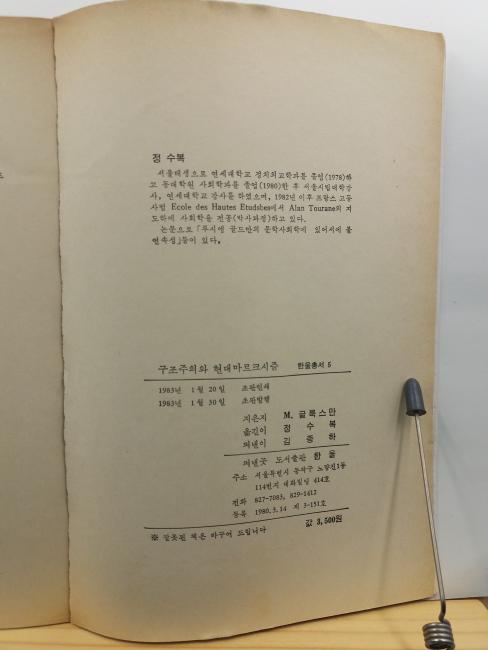 정 수복
서울태생으로 연세대학교 정치외교학과를 졸업(1978)하
고 동대학원 사회학과를 졸업(1980)한 후 서울시립대학강
사, 연세대학교 강사를 하였으며, 1982년 이후 프랑스 고등
사범 Ecole des Hautes Etudsbes에서 Alan Tourane의 지
도하에 사회학을 전공(박사과정)하고 있다.
논문으로 「루시앙 골드만의 문학사회학에 있어서에 불
연속성」등이 있다.
구조주의와 현대마르크시즘 한울총서 5
1983년 1월 20일 초판인쇄
1983년 1월 30일 초판발행
지은이 M. 글룩스만
옮긴이 정 수 복
펴낸이 김 종 하
펴낸곳 도서출판 한울
주소 서울특별시 동작구 노량진1동
114번지 대화빌딩 414호
전화 827-7083, 829-1412
등록 1980.3.14 제 3-151호
값 3,500원
※ 잘못된 책은 바꾸어 드립니다